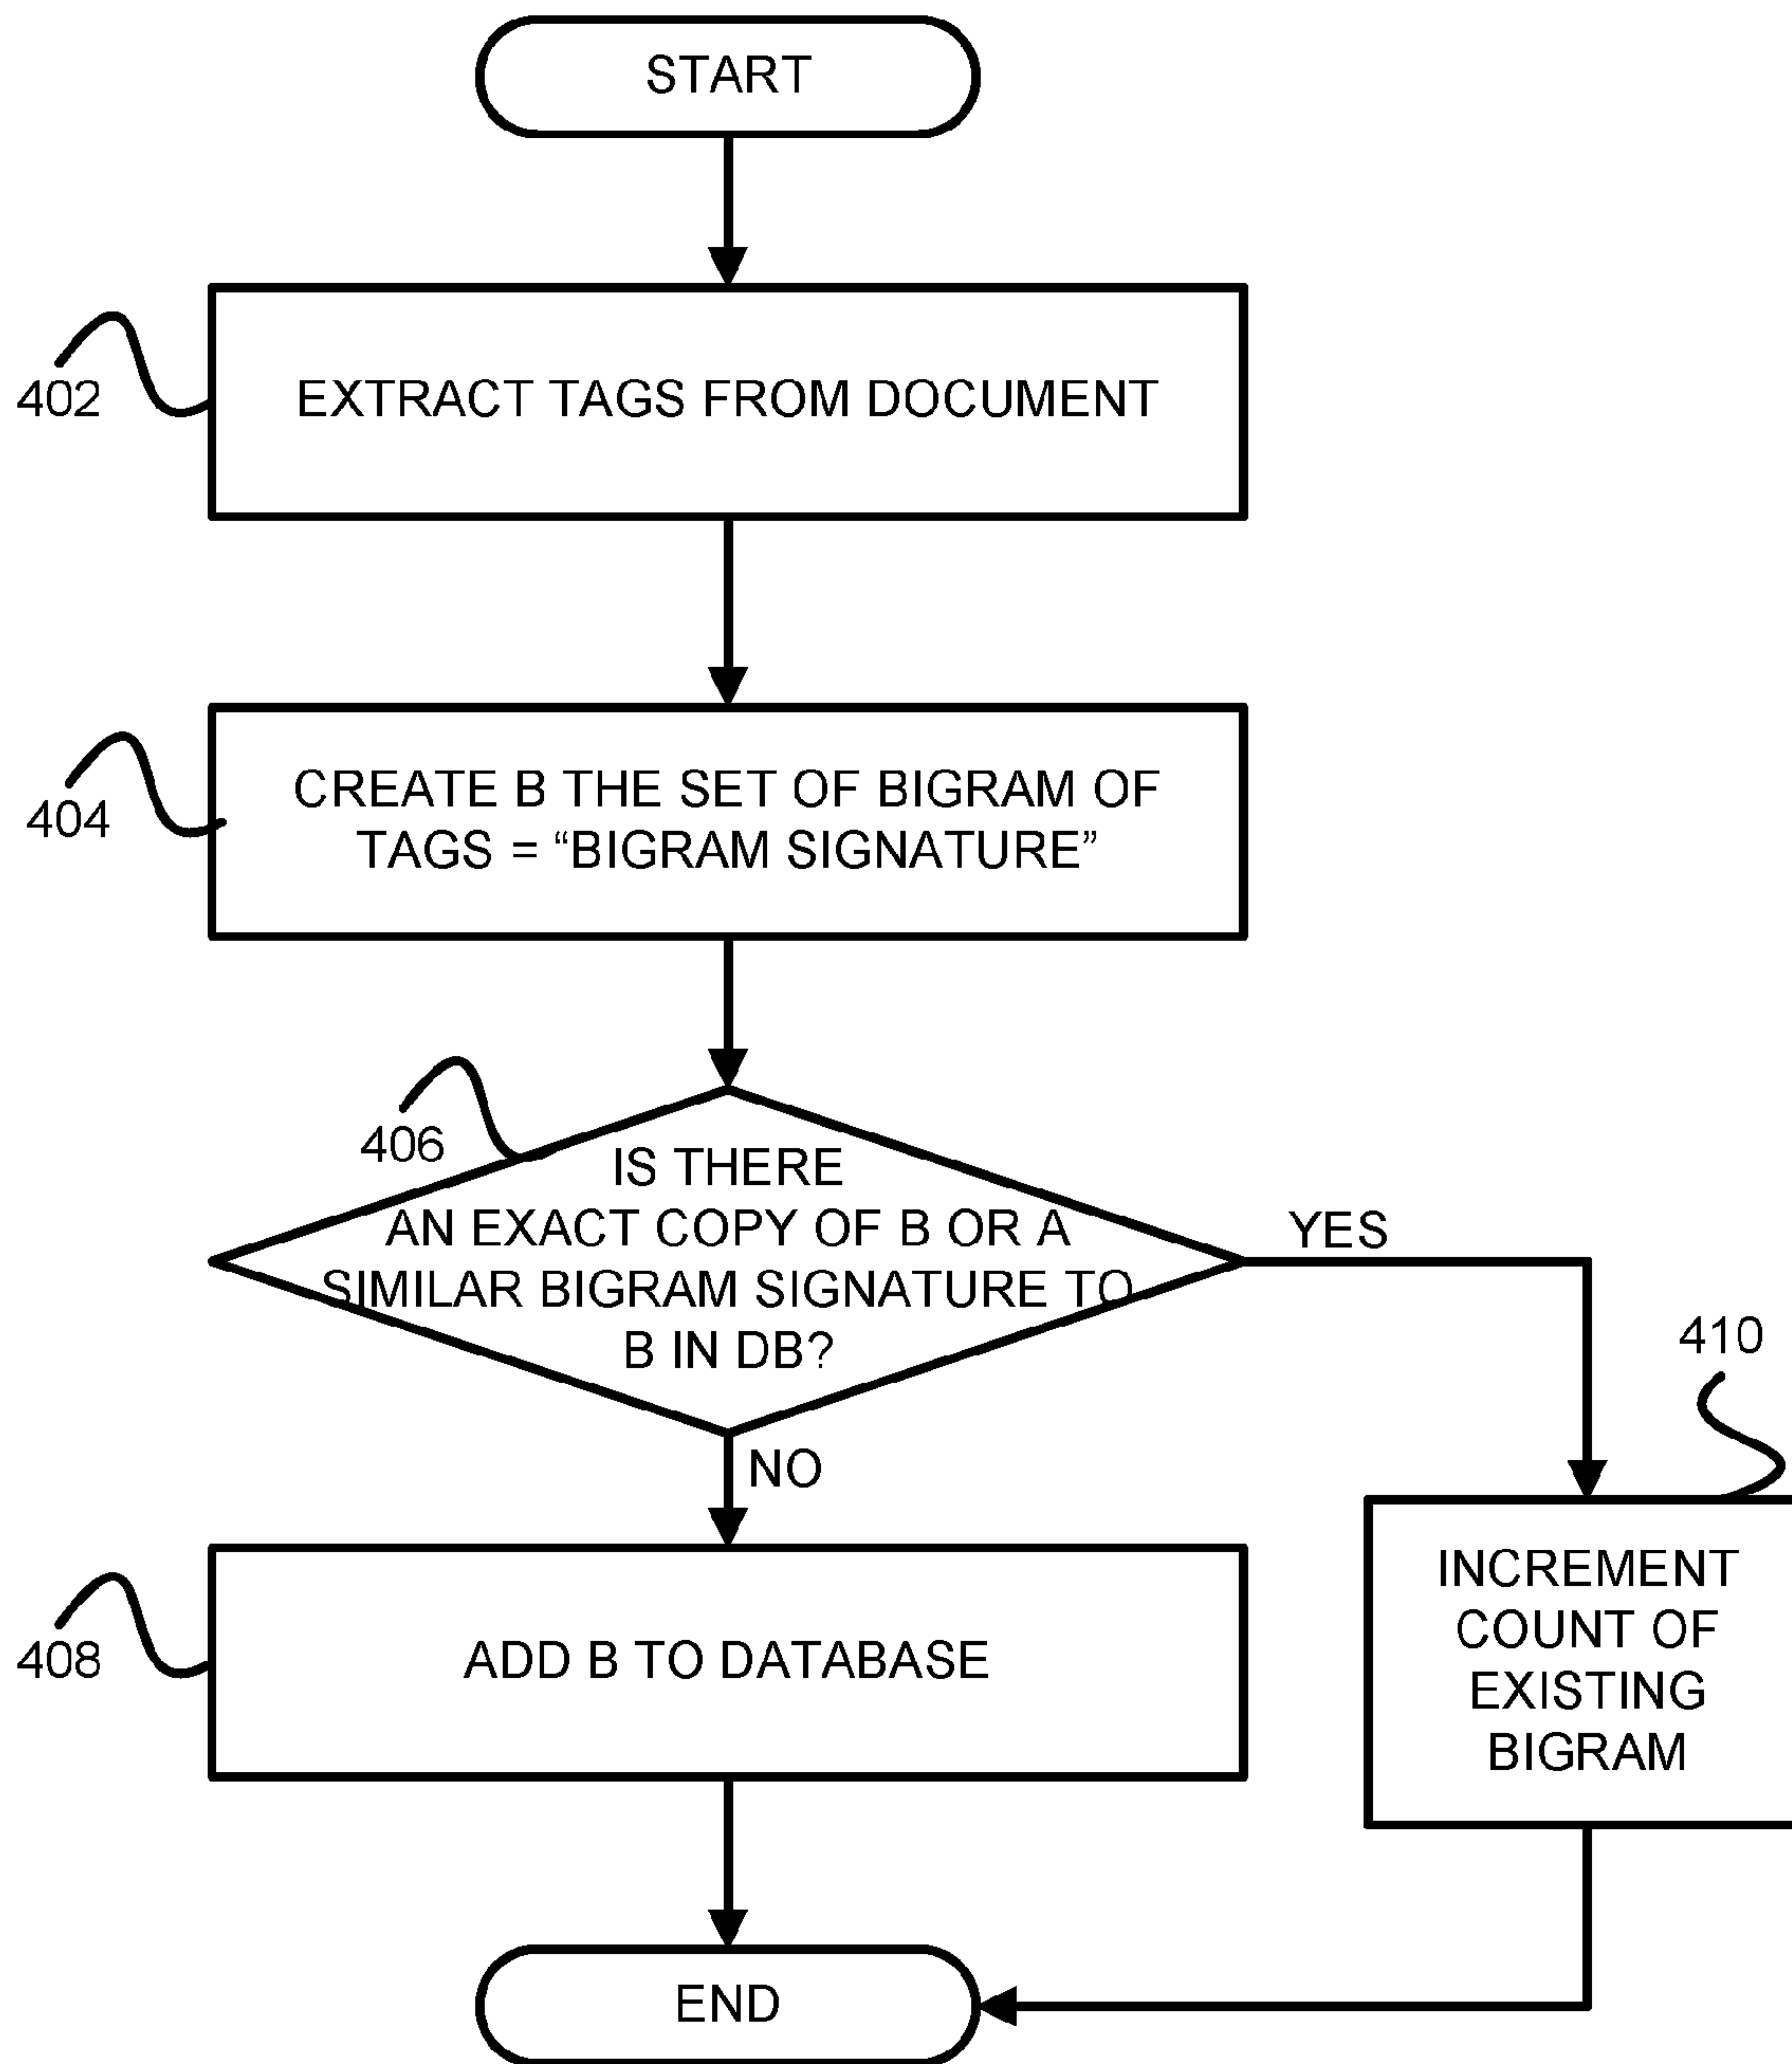 START
402
EXTRACT TAGS FROM DOCUMENT
404
CREATE B THE SET OF BIGRAM OF
TAGS = “BIGRAM SIGNATURE”
406
IS THERE
AN EXACT COPY OF B OR A
SIMILAR BIGRAM SIGNATURE TO
B IN DB?
YES
NO
410
INCREMENT
COUNT OF
EXISTING
BIGRAM
408
ADD B TO DATABASE
END